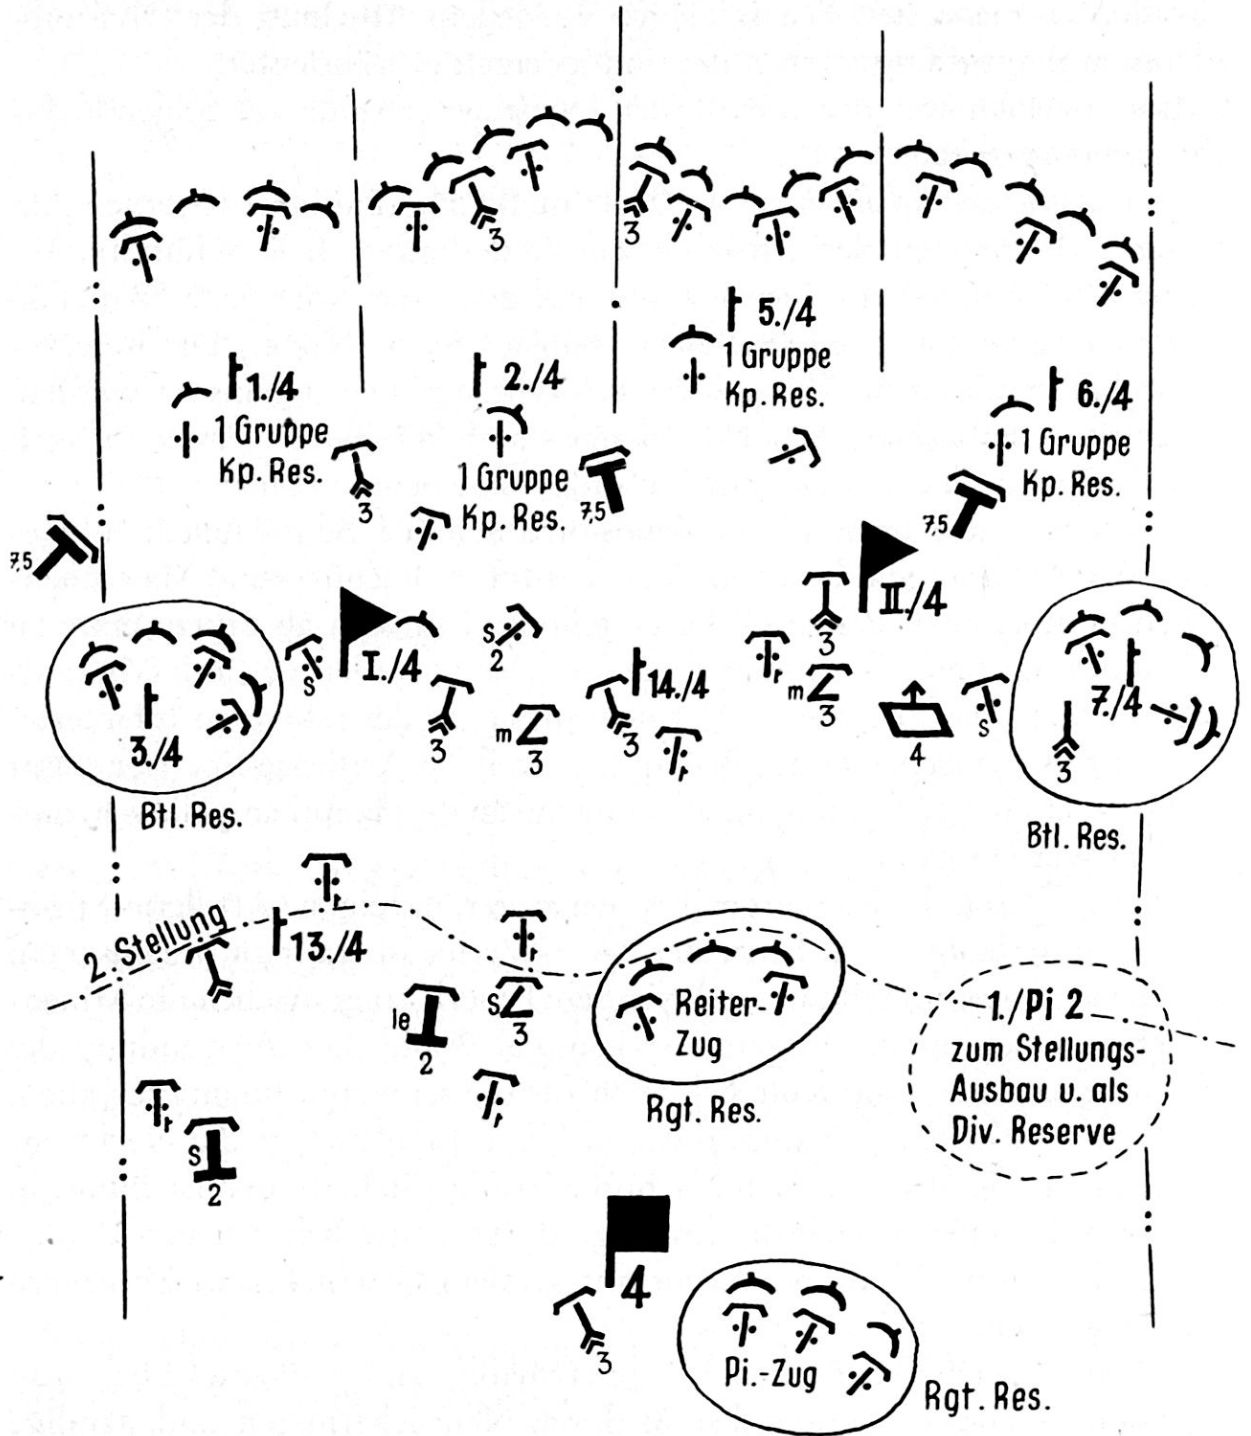 3
3
5./4
1 Gruppe
Kp. Res.
1./4
1 Gruppe
Kp. Res.
2./4
1 Gruppe
Kp. Res.
6./4
1 Gruppe
Kp. Res.
3
7,5
7,5
7,5
I./4
s
s
2
3
m
3
14./4
3
II./4
3
r
m
3
4
s
r
3./4
Btl. Res.
7./4
3
Btl. Res.
2. Stellung
r
13./4
r
le
2
s
3
r
Reiter-
Zug
Rgt. Res.
1./Pi 2
zum Stellungs-
Ausbau u. als
Div. Reserve
r
s
2
4
3
Pi.-Zug
Rgt. Res.